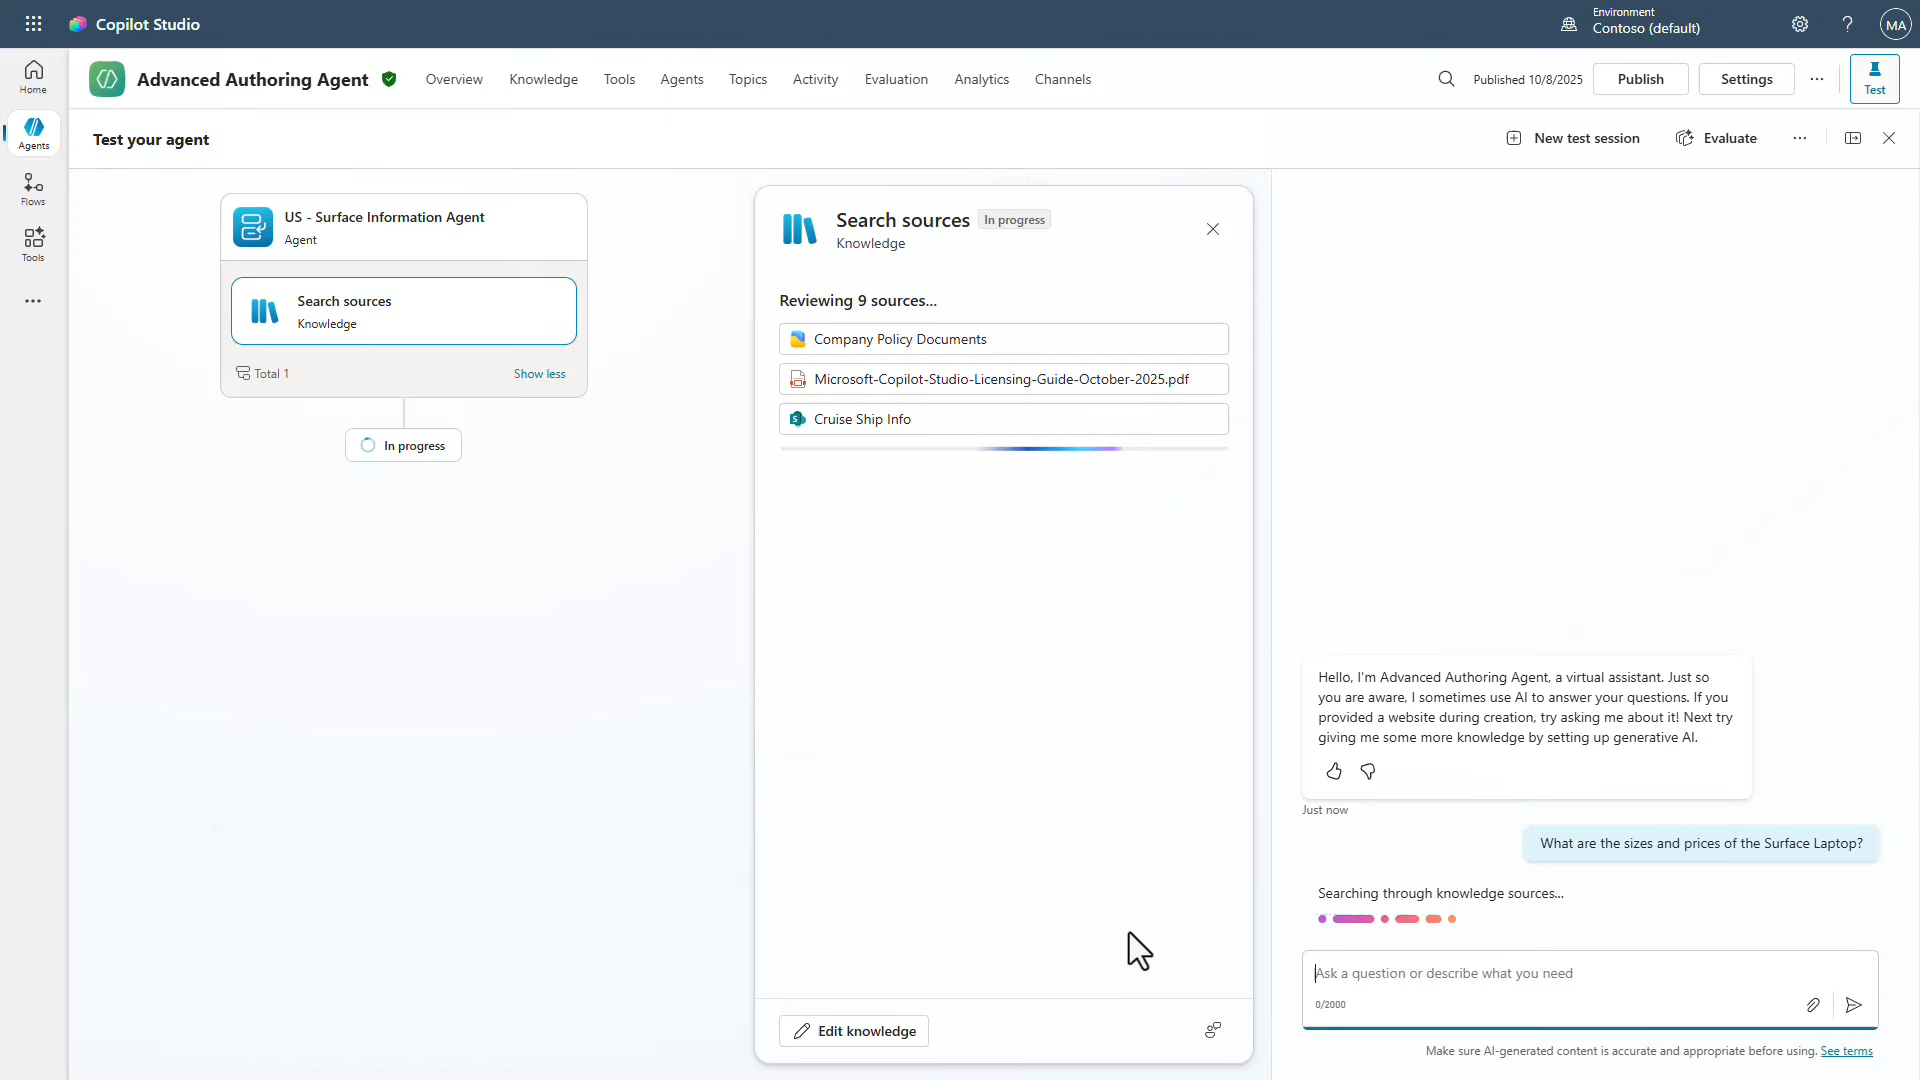 Copilot Studio
Environment
Contoso (default)
MA
Home
Agents
Flows
Tools
Advanced Authoring Agent
Overview
Knowledge
Tools
Agents
Topics
Activity
Evaluation
Analytics
Channels
Published 10/8/2025
Publish
Settings
Test
Test your agent
New test session
Evaluate
US - Surface Information Agent
Agent
Search sources
Knowledge
Total 1
Show less
In progress
Search sources
In progress
Knowledge
Reviewing 9 sources...
Company Policy Documents
Microsoft-Copilot-Studio-Licensing-Guide-October-2025.pdf
Cruise Ship Info
Edit knowledge
Hello, I'm Advanced Authoring Agent, a virtual assistant. Just so
you are aware, I sometimes use AI to answer your questions. If you
provided a website during creation, try asking me about it! Next try
giving me some more knowledge by setting up generative AI.
Just now
What are the sizes and prices of the Surface Laptop?
Searching through knowledge sources...
Ask a question or describe what you need
0/2000
Make sure AI-generated content is accurate and appropriate before using. See terms